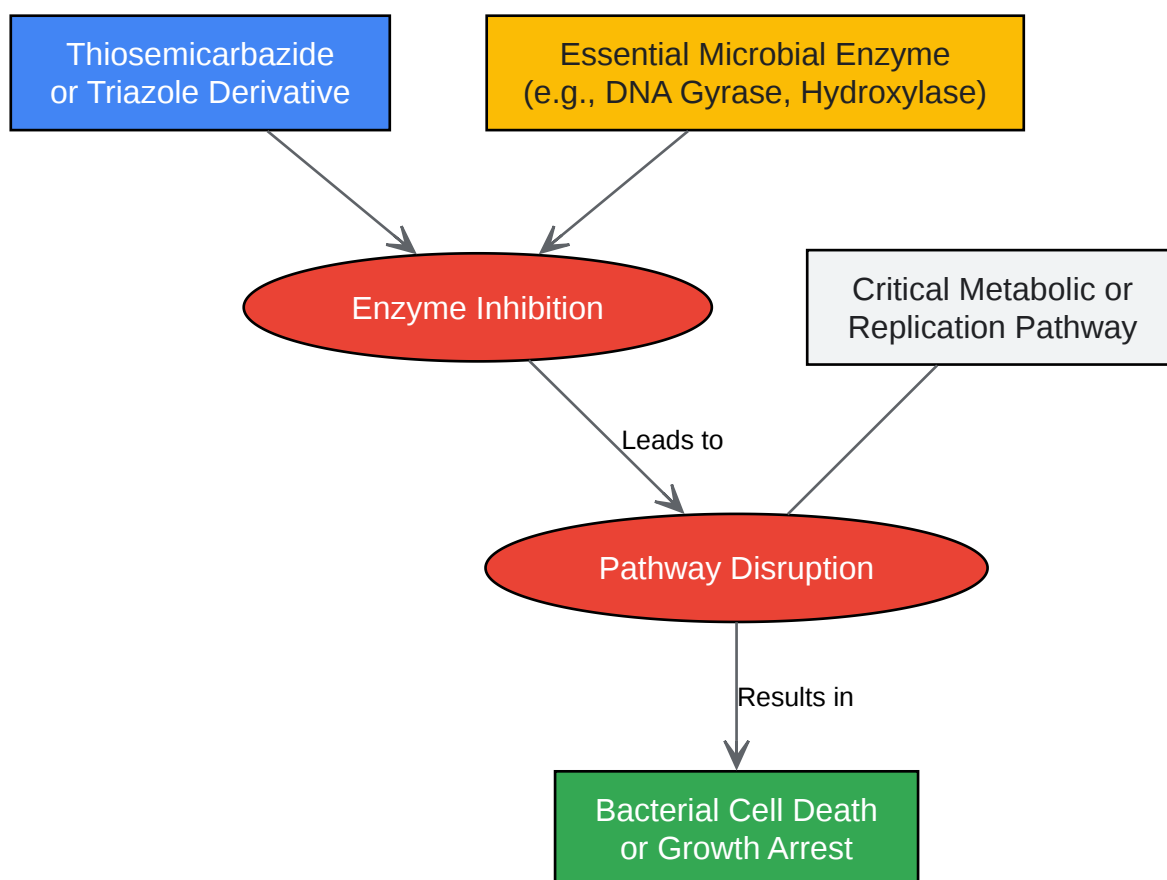 Thiosemicarbazide
or Triazole Derivative
Essential Microbial Enzyme
(e.g., DNA Gyrase, Hydroxylase)
Enzyme Inhibition
Critical Metabolic or
Replication Pathway
Leads to
Pathway Disruption
Results in
Bacterial Cell Death
or Growth Arrest